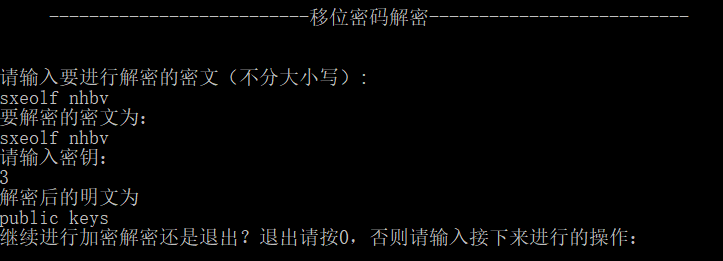 --------------------------移位密码解密--------------------------
请输入要进行解密的密文（不分大小写）:
sxeolf nhbv
要解密的密文为:
sxeolf nhbv
请输入密钥:
3
解密后的明文为
public keys
继续进行加密解密还是退出？退出请按0，否则请输入接下来进行的操作: